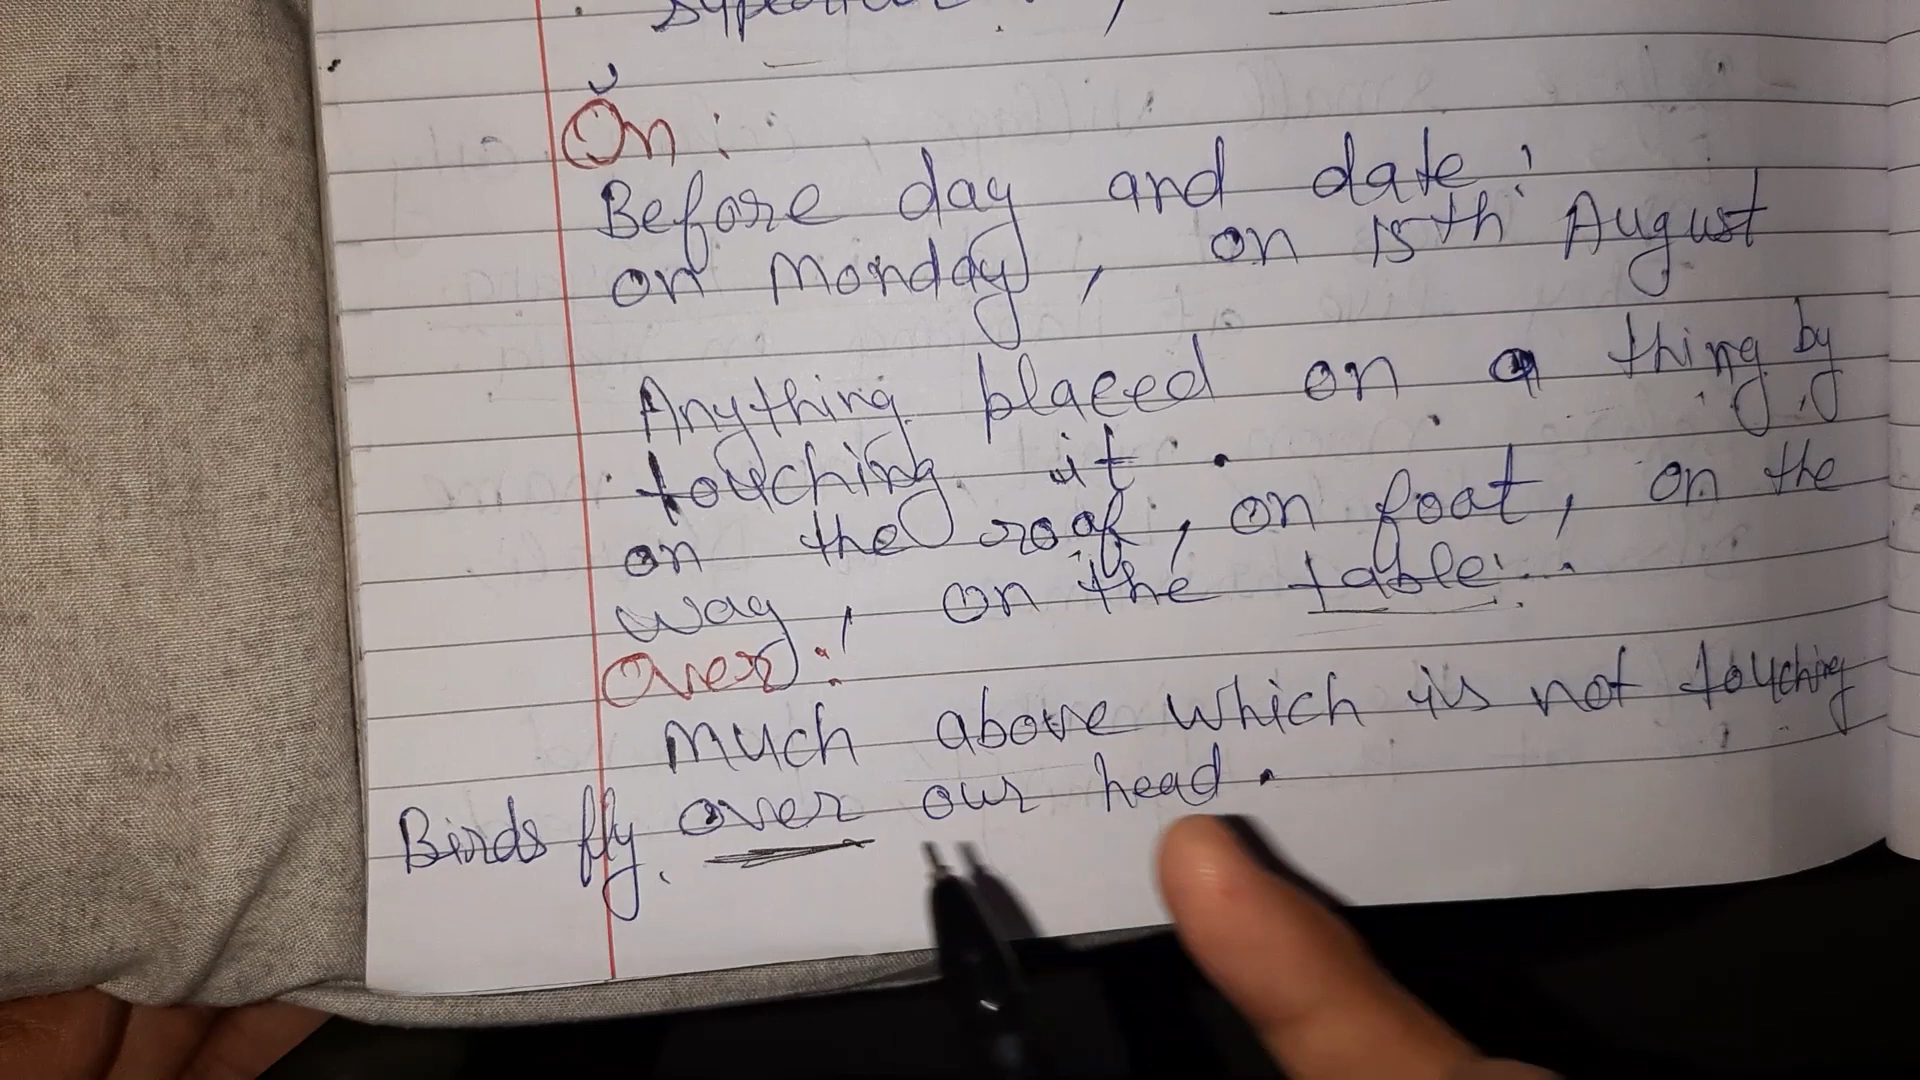 On :
Before day and date :
on Monday, on 15th August
Anything placed on a thing by
touching it .
on the roof, on foot, on the
way, on the table .
Over :
Much above which is not touching
Birds fly over our head .